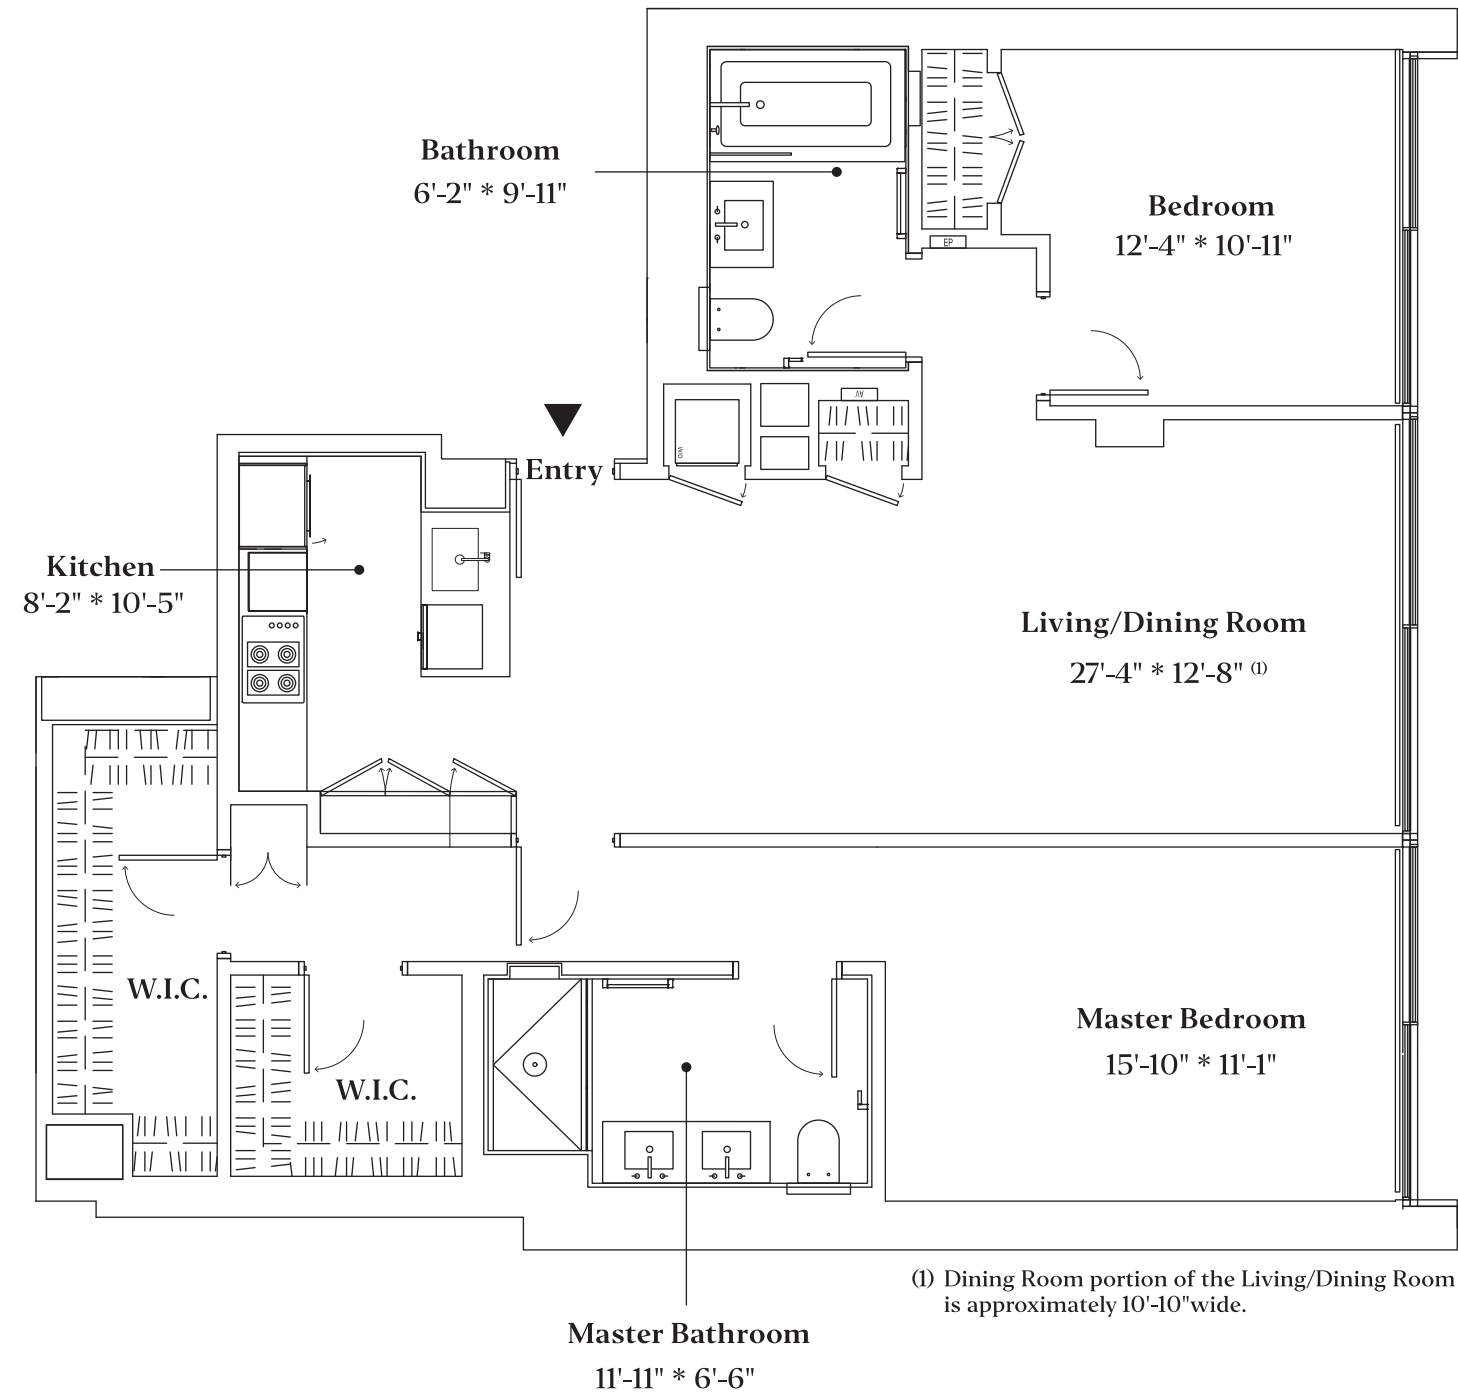 Bathroom
6'-2" * 9'-11"
Bedroom
12'-4" * 10'-11"
EP
AV
W/D
Entry
Kitchen
8'-2" * 10'-5"
Living/Dining Room
27'-4" * 12'-8" (1)
W.I.C.
W.I.C.
Master Bedroom
15'-10" * 11'-1"
(1) Dining Room portion of the Living/Dining Room
is approximately 10'-10"wide.
Master Bathroom
11'-11" * 6'-6"